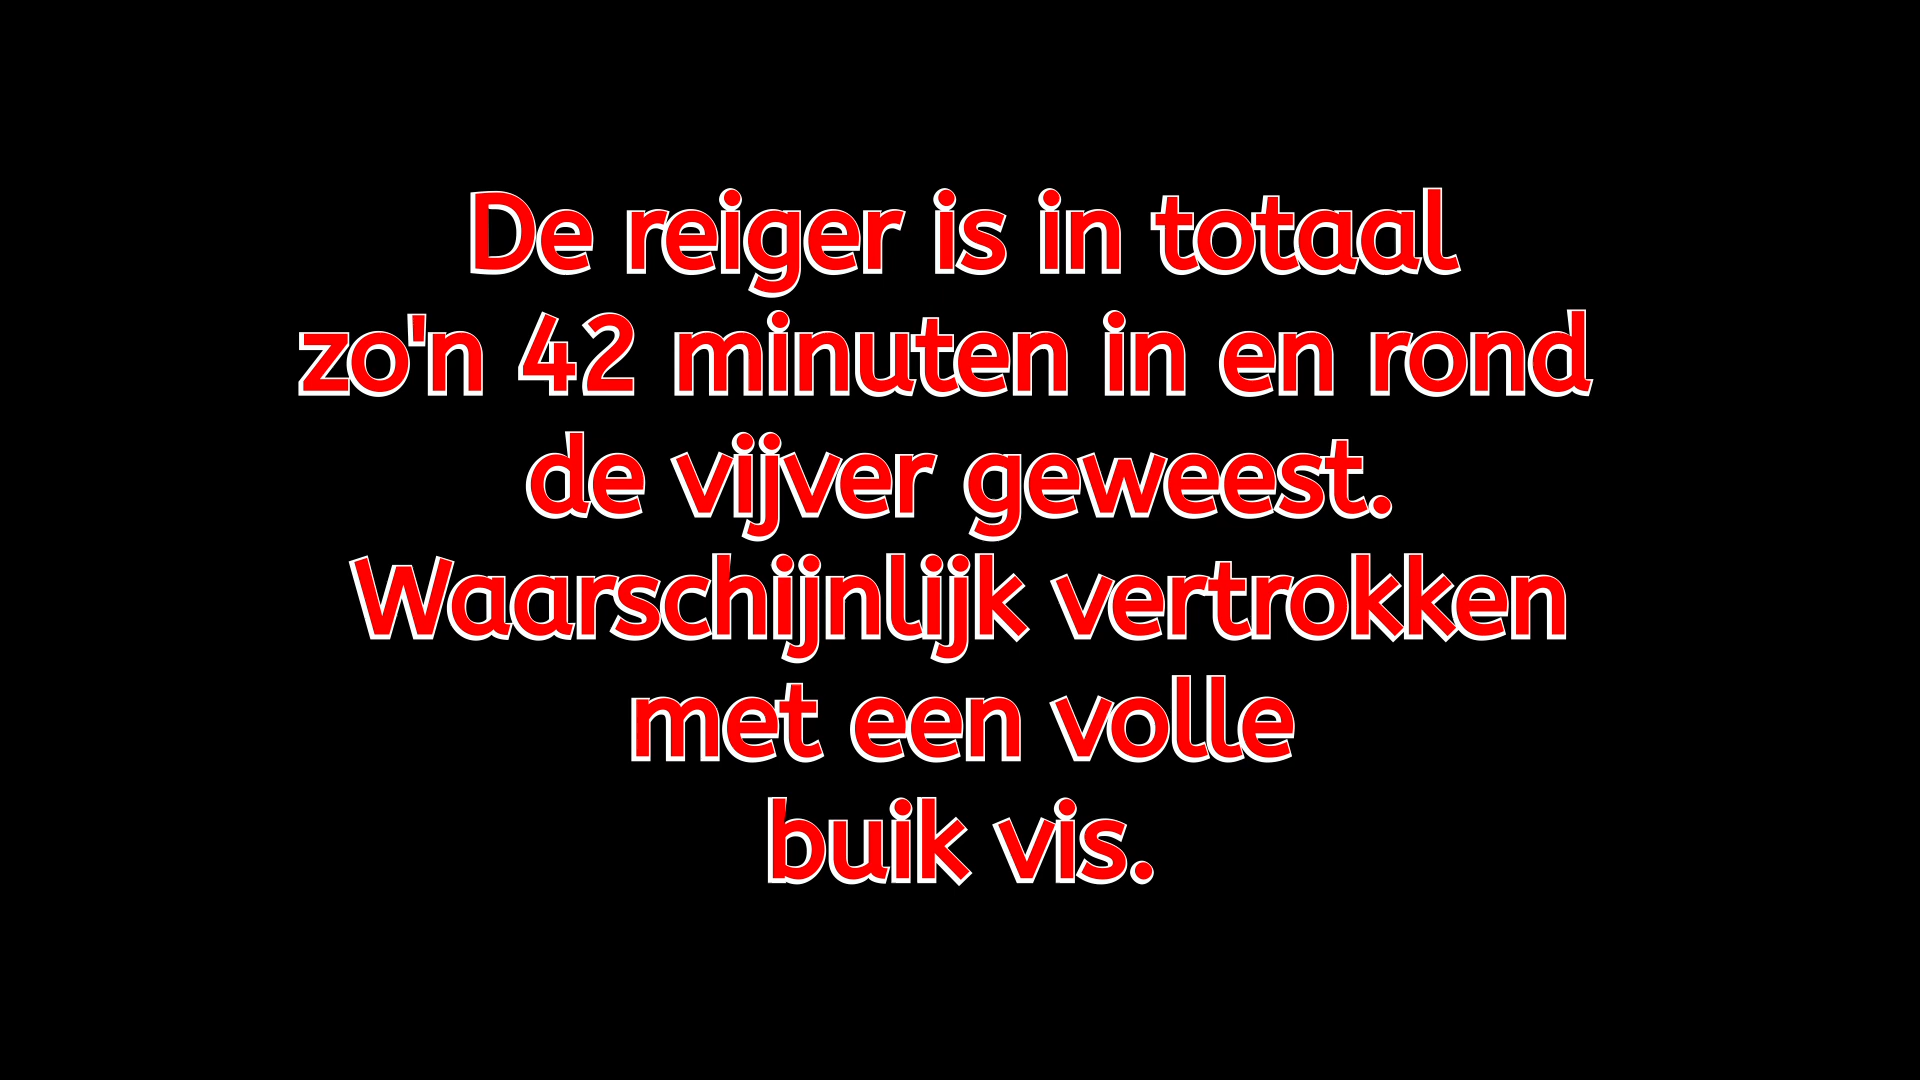 De reiger is in totaal
zo'n 42 minuten in en rond
de vijver geweest.
Waarschijnlijk vertrokken
met een volle
buik vis.